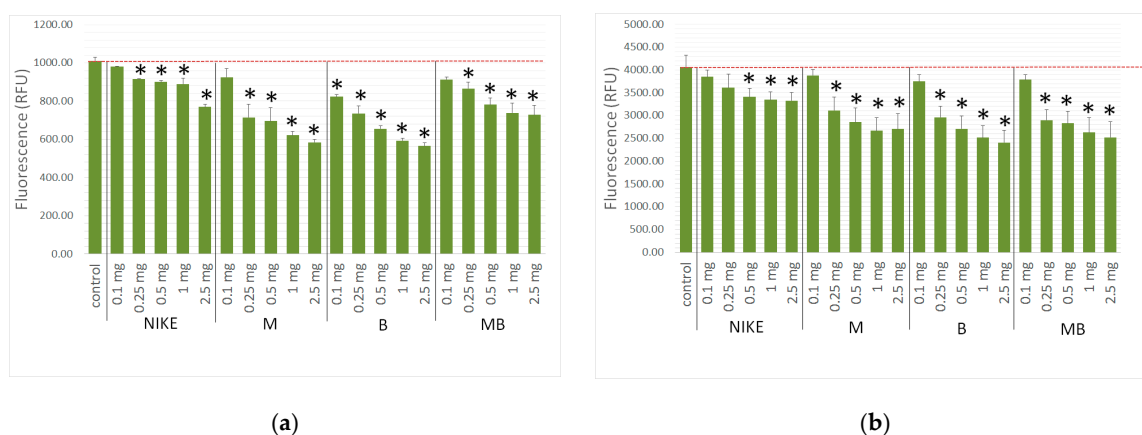 1200.00
1000.00
800.00
600.00
400.00
200.00
0.00
Fluorescence (RFU)
* * * * * * * * * * * * * * * * *
control 0.1 mg 0.25 mg 0.5 mg 1 mg 2.5 mg 0.1 mg 0.25 mg 0.5 mg 1 mg 2.5 mg 0.1 mg 0.25 mg 0.5 mg 1 mg 2.5 mg 0.1 mg 0.25 mg 0.5 mg 1 mg 2.5 mg
NIKE M B MB
(a)
5000.00
4500.00
4000.00
3500.00
3000.00
2500.00
2000.00
1500.00
1000.00
500.00
0.00
Fluorescence (RFU)
* * * * * * * * * * * * * * *
control 0.1 mg 0.25 mg 0.5 mg 1 mg 2.5 mg 0.1 mg 0.25 mg 0.5 mg 1 mg 2.5 mg 0.1 mg 0.25 mg 0.5 mg 1 mg 2.5 mg 0.1 mg 0.25 mg 0.5 mg 1 mg 2.5 mg
NIKE M B MB
(b)